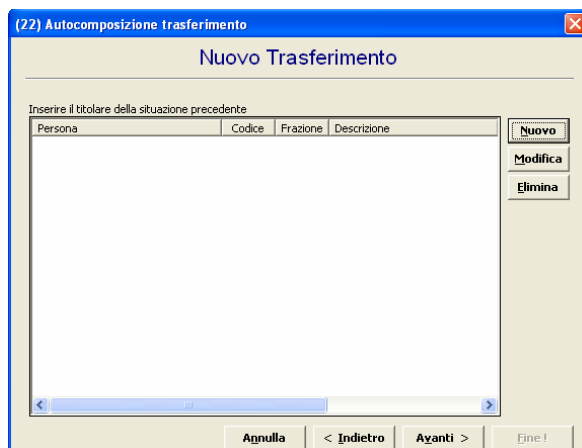 (22) Autocomposizione trasferimento
Nuovo Trasferimento
Inserire il titolare della situazione precedente
Persona Codice Frazione Descrizione
Nuovo
Modifica
Elimina
Annulla < Indietro Avanti > Fine !